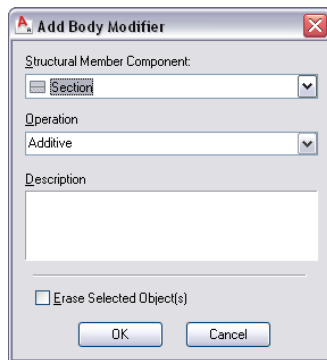 Add Body Modifier
Structural Member Component:
Section
Operation
Additive
Description
Erase Selected Object(s)
OK
Cancel